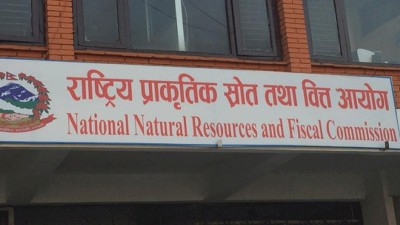 राष्ट्रिय प्राकृतिक स्रोत तथा वित्त आयोग
National Natural Resources and Fiscal Commission